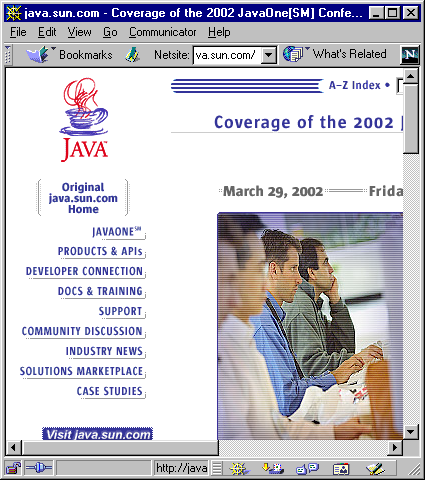 java.sun.com - Coverage of the 2002 JavaOne[SM] Confe...
File Edit View Go Communicator Help
Bookmarks Netsite: va.sun.com/ What's Related N
A-Z Index •
Coverage of the 2002 J
JAVA™
Original
java.sun.com
Home
March 29, 2002 Frida
JAVAONE℠
PRODUCTS & APIs
DEVELOPER CONNECTION
DOCS & TRAINING
SUPPORT
COMMUNITY DISCUSSION
INDUSTRY NEWS
SOLUTIONS MARKETPLACE
CASE STUDIES
Visit java.sun.com
http://java